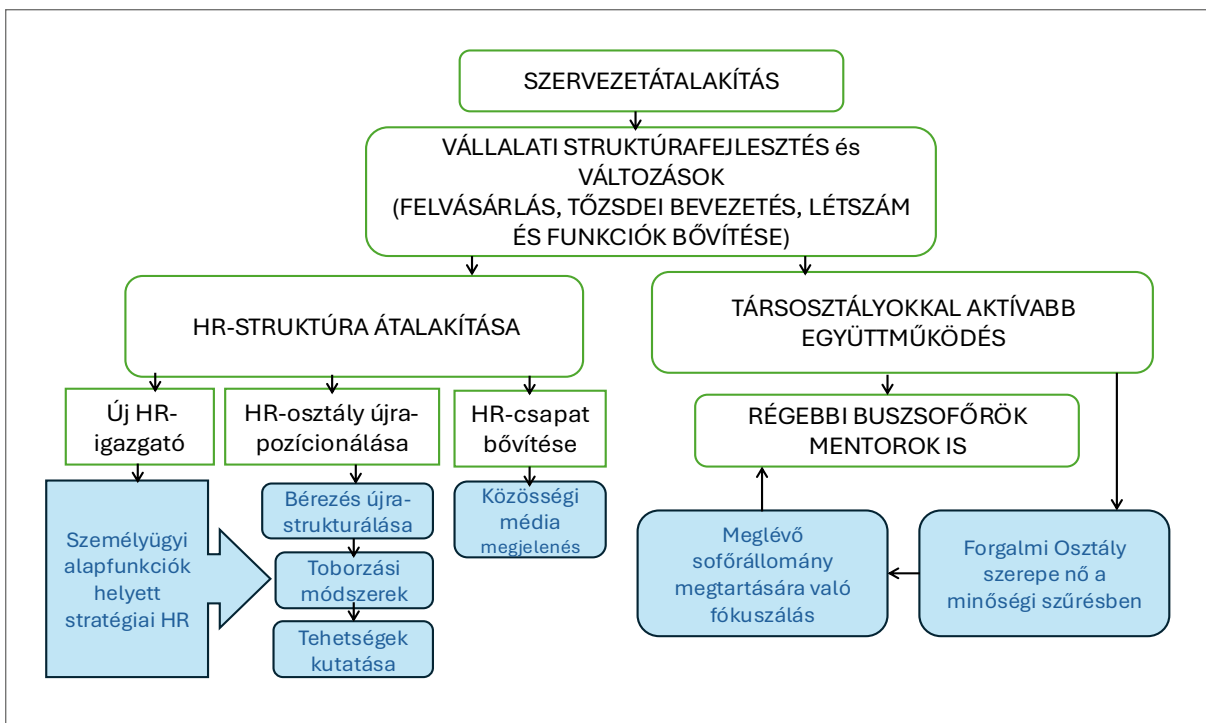 SZERVEZETÁTALAKÍTÁS
VÁLLALATI STRUKTÚRAFEJLESZTÉS és
VÁLTOZÁSOK
(FELVÁSÁRLÁS, TŐZSDEI BEVEZETÉS, LÉTSZÁM
ÉS FUNKCIÓK BŐVÍTÉSE)
HR-STRUKTÚRA ÁTALAKÍTÁSA
TÁRSOSZTÁLYOKKAL AKTÍVABB
EGYÜTTMŰKÖDÉS
Új HR-
igazgató
HR-osztály újra-
pozícionálása
HR-csapat
bővítése
RÉGEBBI BUSZSOFŐRÖK
MENTOROK IS
Személyügyi
alapfunkciók
helyett
stratégiai HR
Bérezés újra-
strukturálása
Toborzási
módszerek
Tehetségek
kutatása
Közösségi
média
megjelenés
Meglévő
sofőrállomány
megtartására való
fókuszálás
Forgalmi Osztály
szerepe nő a
minőségi szűrésben